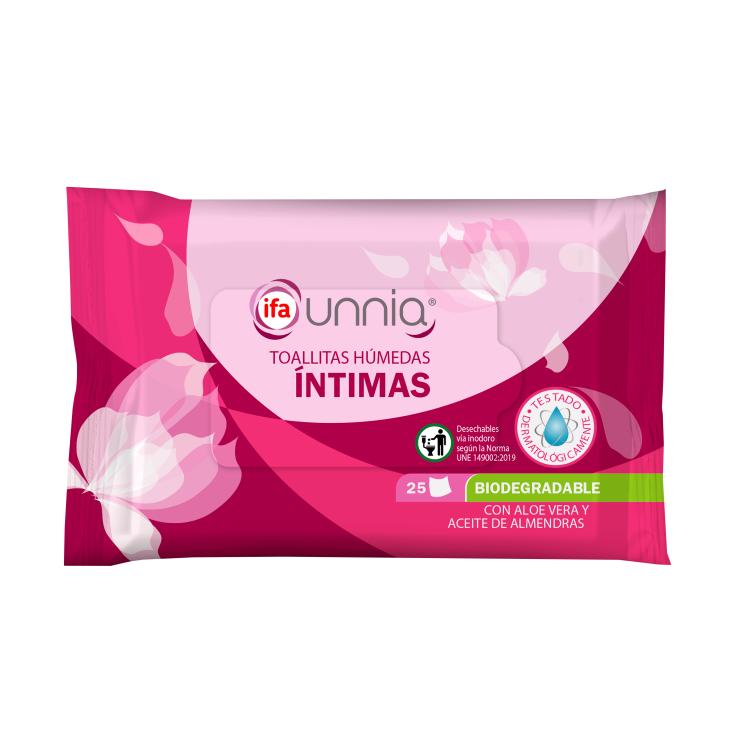 ifa unnia®
TOALLITAS HÚMEDAS
ÍNTIMAS
Desechables
vía inodoro
según la Norma
UNE 149002:2019
TESTADO
DERMATOLÓGICAMENTE
25
BIODEGRADABLE
CON ALOE VERA Y
ACEITE DE ALMENDRAS